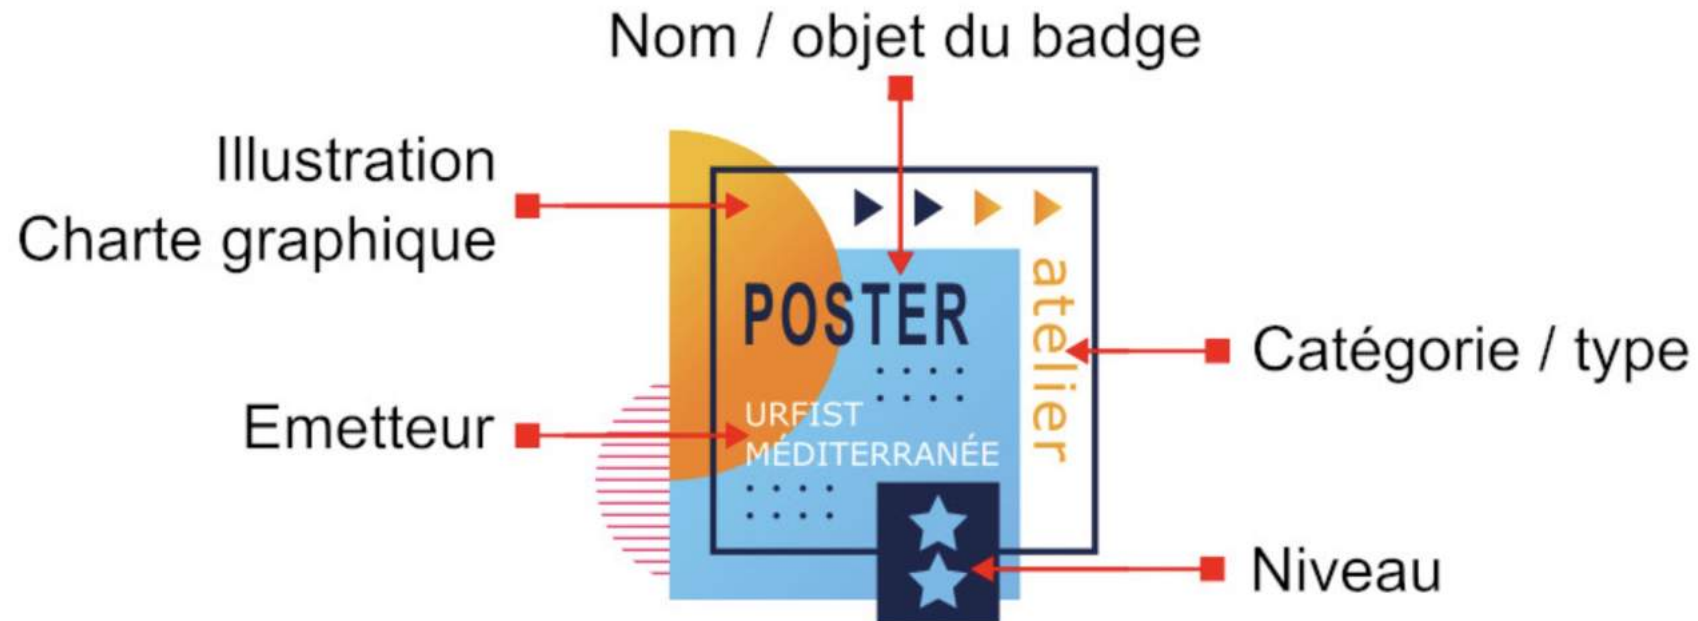 Nom / objet du badge
Illustration
Charte graphique
POSTER
atelier
Catégorie / type
Emetteur
URFIST
MÉDITERRANÉE
Niveau